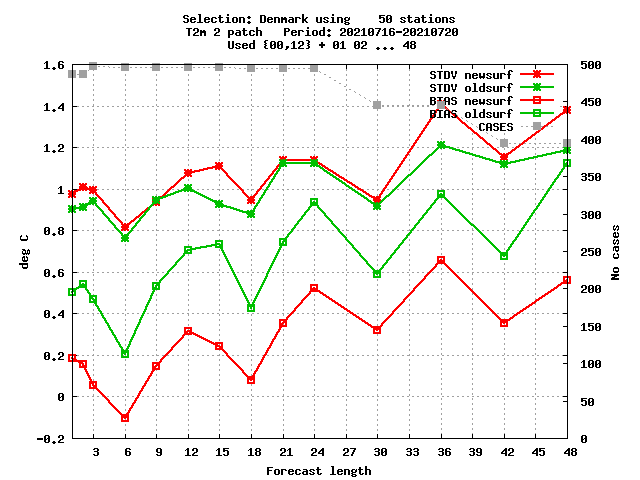 Selection: Denmark using    50 stations
T2m 2 patch   Period: 20210716-20210720
Used {00,12} + 01 02 ... 48
1.6
1.4
1.2
1
0.8
0.6
0.4
0.2
0
-0.2
deg C
500
450
400
350
300
250
200
150
100
50
0
No cases
STDV newsurf
STDV oldsurf
BIAS newsurf
BIAS oldsurf
CASES
3 6 9 12 15 18 21 24 27 30 33 36 39 42 45 48
Forecast length